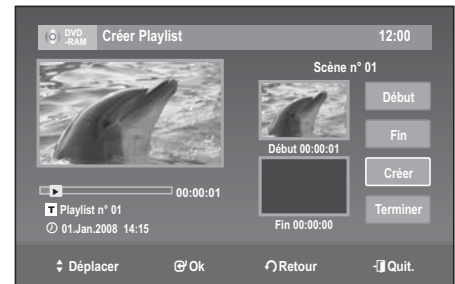 DVD-RAM Créer Playlist 12:00
Scène n° 01
Début
Début 00:00:01
Fin
Créer
00:00:01
T Playlist n° 01
01.Jan.2008 14:15
Fin 00:00:00
Terminer
Déplacer Ok Retour Quit.